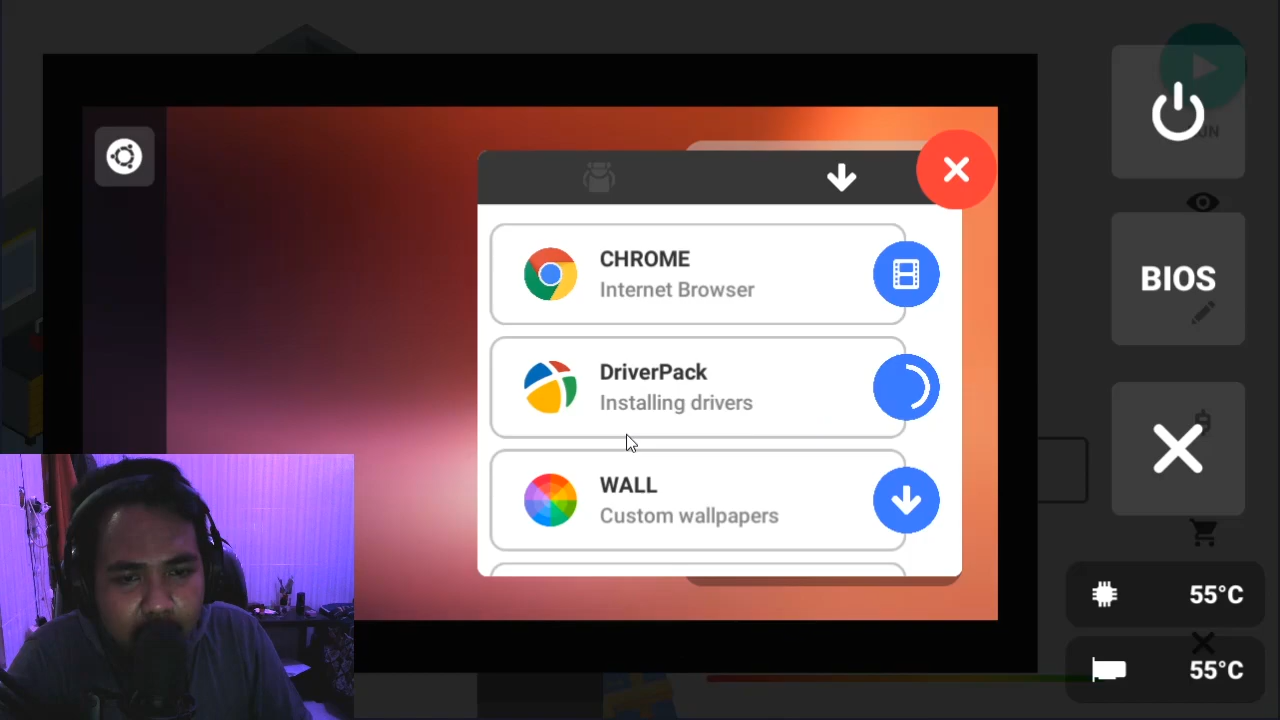 CHROME
Internet Browser
DriverPack
Installing drivers
WALL
Custom wallpapers
BIOS
55°C
55°C